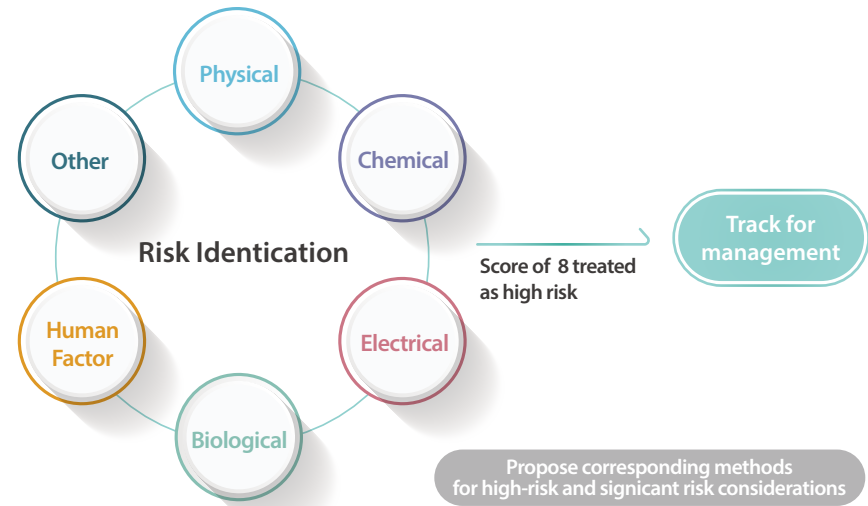 Physical
Chemical
Other
Risk Identication
Track for
management
Score of 8 treated
as high risk
Human
Factor
Electrical
Biological
Propose corresponding methods
for high-risk and signicant risk considerations